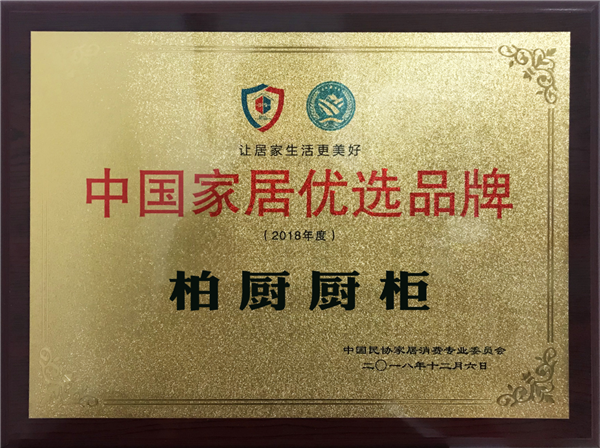 让居家生活更美好
中国家居优选品牌
（2018年度）
柏厨厨柜
中国民协家居消费专业委员会
二〇一八年十二月六日